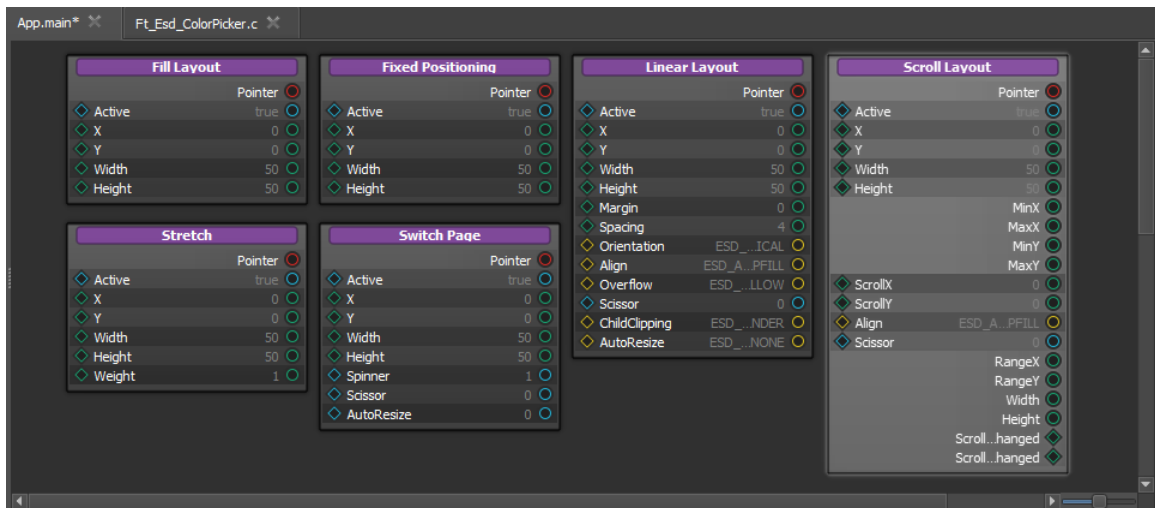 App.main*
Ft_Esd_ColorPicker.c
Fill Layout
Pointer
Active true
X 0
Y 0
Width 50
Height 50
Fixed Positioning
Pointer
Active true
X 0
Y 0
Width 50
Height 50
Linear Layout
Pointer
Active true
X 0
Y 0
Width 50
Height 50
Margin 0
Spacing 4
Orientation ESD_...ICAL
Align ESD_A...PFILL
Overflow ESD_...LLOW
Scissor 0
ChildClipping ESD_...NDER
AutoResize ESD_...NONE
Scroll Layout
Pointer
Active true
X 0
Y 0
Width 50
Height 50
MinX
MaxX
MinY
MaxY
ScrollX 0
ScrollY 0
Align ESD_A...PFILL
Scissor 0
RangeX
RangeY
Width
Height
Scroll...hanged
Scroll...hanged
Stretch
Pointer
Active true
X 0
Y 0
Width 50
Height 50
Weight 1
Switch Page
Pointer
Active true
X 0
Y 0
Width 50
Height 50
Spinner 1
Scissor 0
AutoResize 0